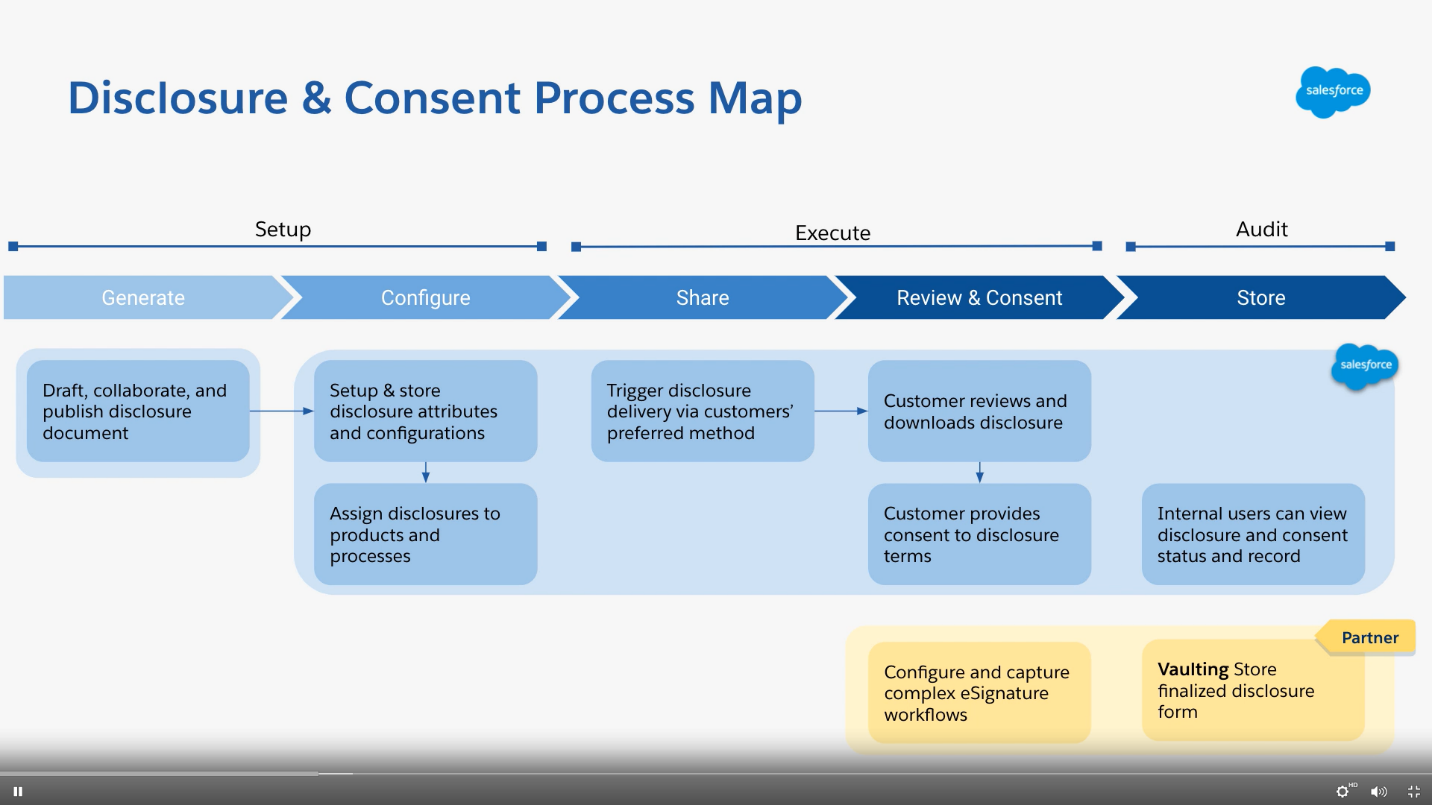 Disclosure & Consent Process Map
salesforce
Setup
Execute
Audit
Generate
Configure
Share
Review & Consent
Store
salesforce
Draft, collaborate, and
publish disclosure
document
Setup & store
disclosure attributes
and configurations
Trigger disclosure
delivery via customers’
preferred method
Customer reviews and
downloads disclosure
Assign disclosures to
products and
processes
Customer provides
consent to disclosure
terms
Internal users can view
disclosure and consent
status and record
Partner
Configure and capture
complex eSignature
workflows
Vaulting Store
finalized disclosure
form
HD